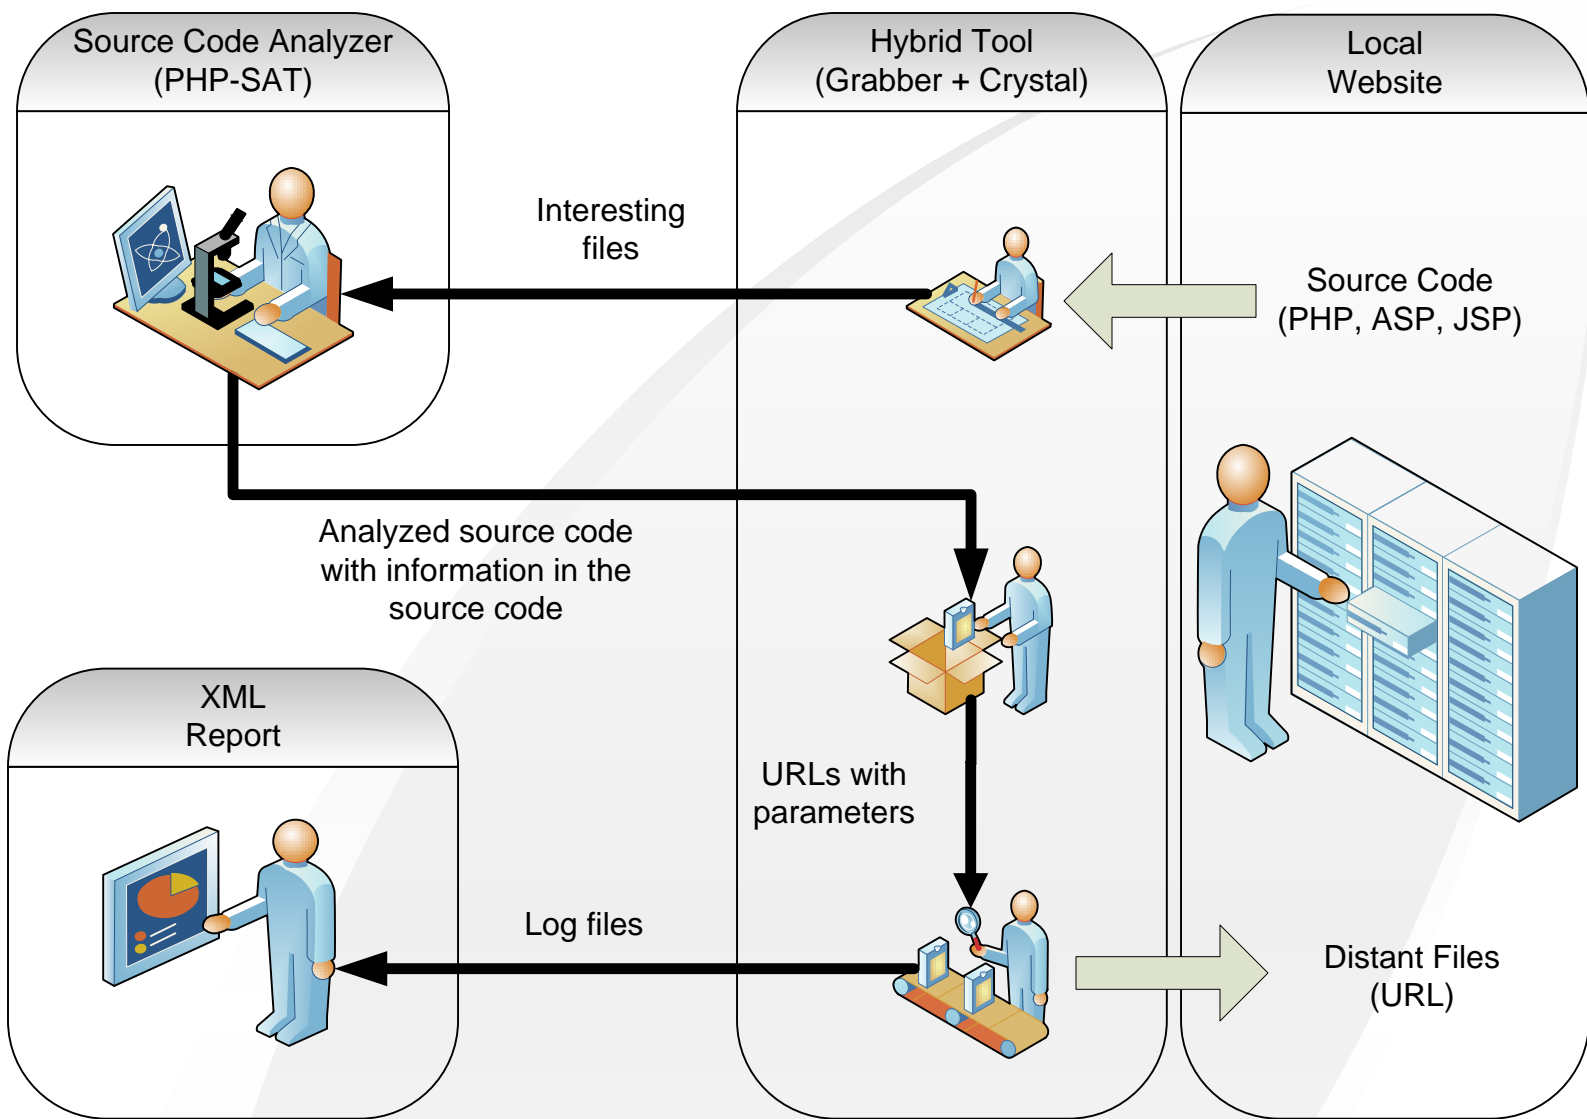 Source Code Analyzer
(PHP-SAT)
Hybrid Tool
(Grabber + Crystal)
Local
Website
Interesting
files
Source Code
(PHP, ASP, JSP)
Analyzed source code
with information in the
source code
XML
Report
URLs with
parameters
Log files
Distant Files
(URL)